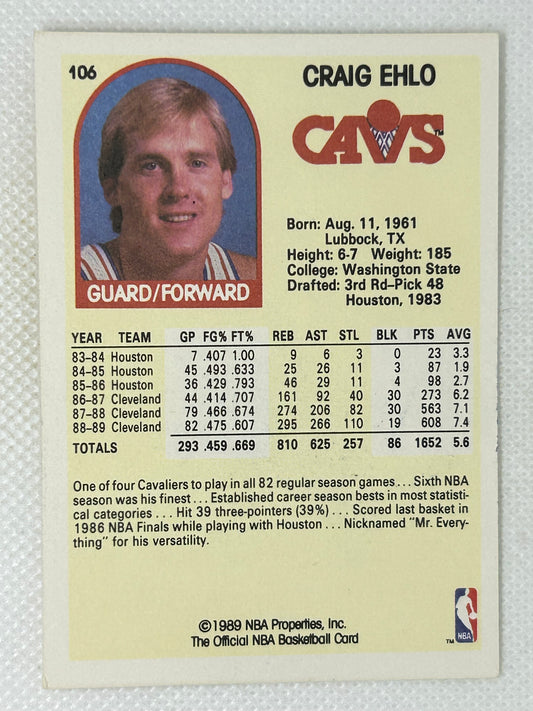 106
CRAIG EHLO
CAVS
TM
Born: Aug. 11, 1961
Lubbock, TX
Height: 6-7 Weight: 185
College: Washington State
Drafted: 3rd Rd-Pick 48
Houston, 1983
GUARD/FORWARD
YEAR TEAM GP FG% FT% REB AST STL BLK PTS AVG
83-84 Houston 7 .407 1.00 9 6 3 0 23 3.3
84-85 Houston 45 .493 .633 25 26 11 3 87 1.9
85-86 Houston 36 .429 .793 46 29 11 4 98 2.7
86-87 Cleveland 44 .414 .707 161 92 40 30 273 6.2
87-88 Cleveland 79 .466 .674 274 206 82 30 563 7.1
88-89 Cleveland 82 .475 .607 295 266 110 19 608 7.4
TOTALS 293 .459 .669 810 625 257 86 1652 5.6
One of four Cavaliers to play in all 82 regular season games . . . Sixth NBA
season was his finest . . . Established career season bests in most statisti-
cal categories . . . Hit 39 three-pointers (39%) . . . Scored last basket in
1986 NBA Finals while playing with Houston . . . Nicknamed "Mr. Every-
thing" for his versatility.
©1989 NBA Properties, Inc.
The Official NBA Basketball Card
TM
NBA